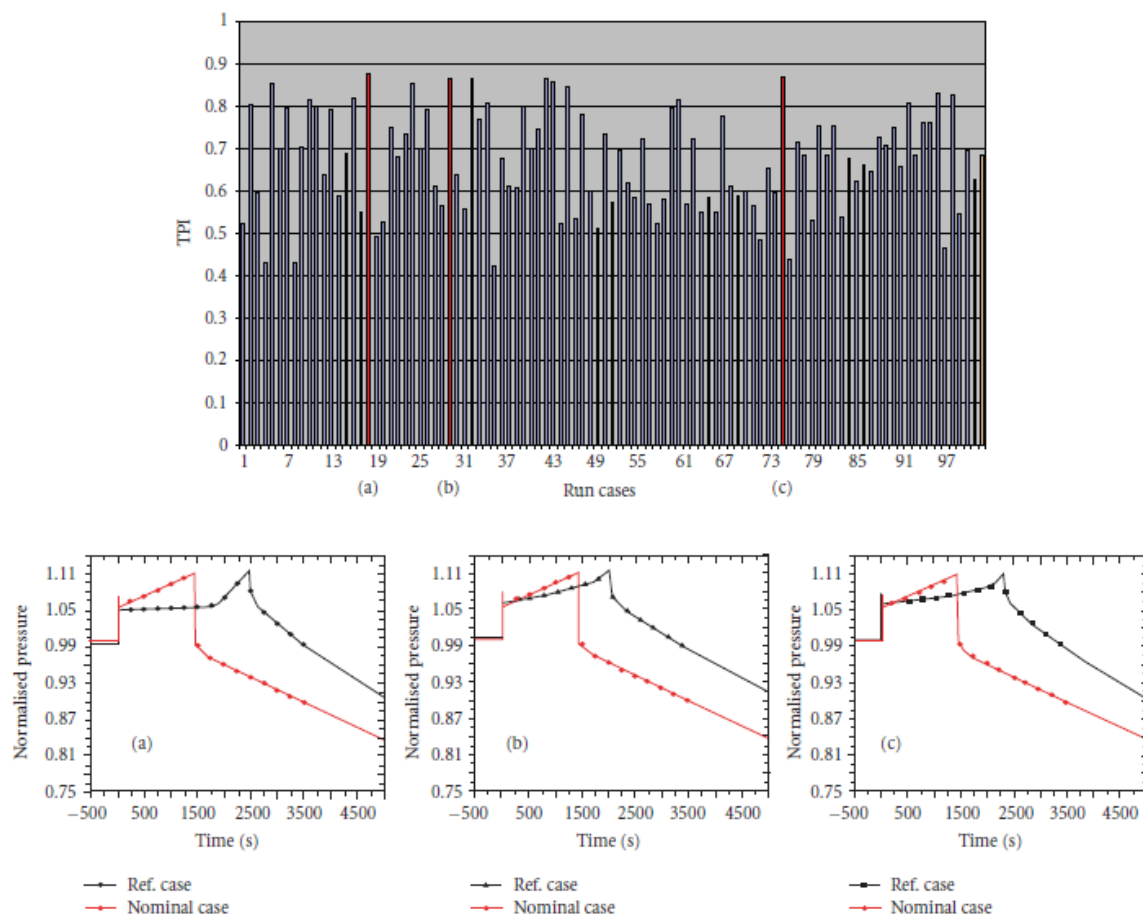 1
0.9
0.8
0.7
0.6
0.5
0.4
0.3
0.2
0.1
0
TPI
1 7 13 19 25 31 37 43 49 55 61 67 73 79 85 91 97
(a) (b) Run cases (c)
1.11
1.05
0.99
0.93
0.87
0.81
0.75
Normalised pressure
(a)
−500 500 1500 2500 3500 4500
Time (s)
Ref. case
Nominal case
1.11
1.05
0.99
0.93
0.87
0.81
0.75
Normalised pressure
(b)
−500 500 1500 2500 3500 4500
Time (s)
Ref. case
Nominal case
1.11
1.05
0.99
0.93
0.87
0.81
0.75
Normalised pressure
(c)
−500 500 1500 2500 3500 4500
Time (s)
Ref. case
Nominal case